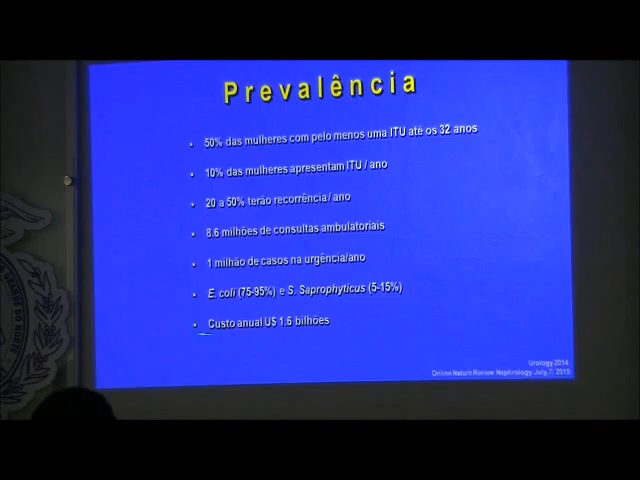 Prevalência
50% das mulheres com pelo menos uma ITU até os 32 anos
10% das mulheres apresentam ITU / ano
20 a 50% terão recorrência / ano
8.6 milhões de consultas ambulatoriais
1 milhão de casos na urgência/ano
E. coli (75-95%) e S. Saprophyticus (5-15%)
Custo anual U$ 1.6 bilhões
Urology 2014
Online Nature Review Nephrology. July, 7; 2015
DO NORTE